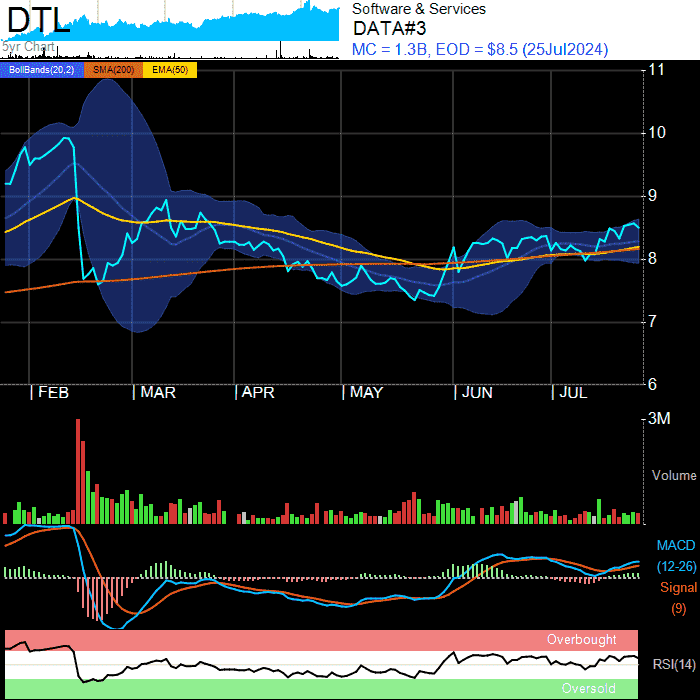 DTL
5yr Chart
Software & Services
DATA#3
MC = 1.3B, EOD = $8.5 (25Jul2024)
BollBands(20,2) SMA(200) EMA(50)
11
10
9
8
7
6
FEB MAR APR MAY JUN JUL
3M
Volume
MACD
(12-26)
Signal
(9)
Overbought
RSI(14)
Oversold